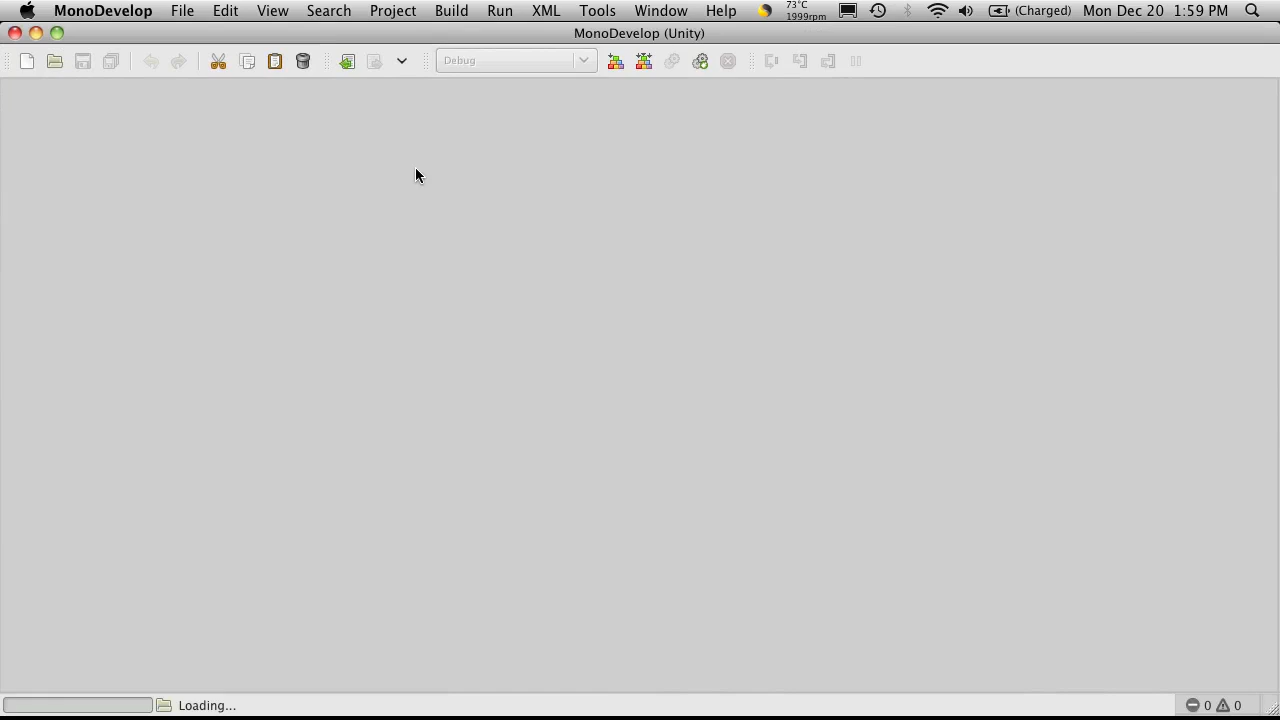 MonoDevelop File Edit View Search Project Build Run XML Tools Window Help 73°C 1999rpm (Charged) Mon Dec 20 1:59 PM
MonoDevelop (Unity)
Debug
Loading... 0 0